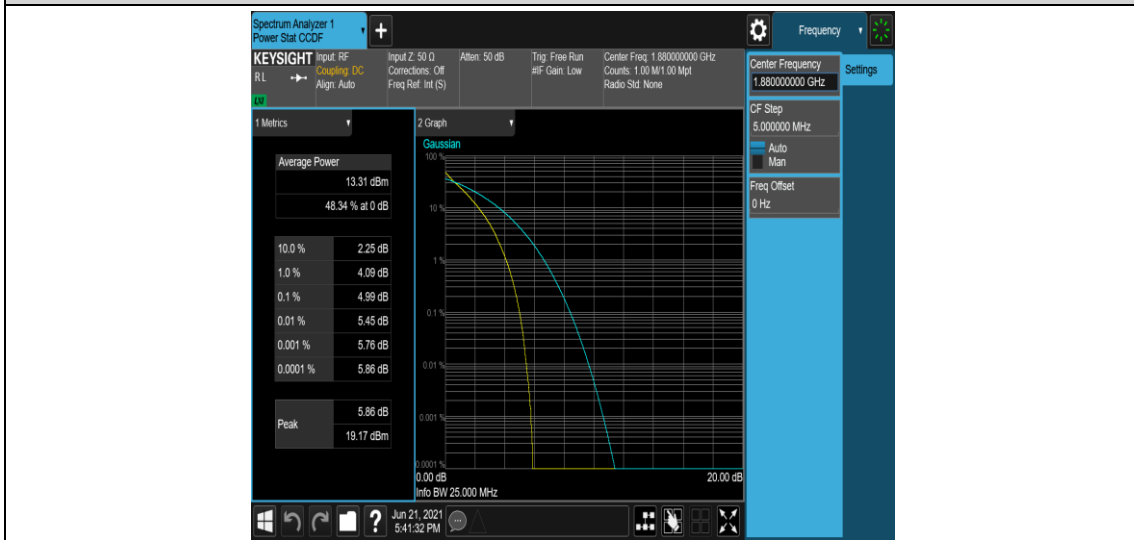 Spectrum Analyzer 1
Power Stat CCDF
+
Frequency
KEYSIGHT
RL
LXI
Input: RF
Coupling: DC
Align: Auto
Input Z: 50 Ω
Corrections: Off
Freq Ref: Int (S)
Atten: 50 dB
Trig: Free Run
#IF Gain: Low
Center Freq: 1.880000000 GHz
Counts: 1.00 M/1.00 Mpt
Radio Std: None
Center Frequency
1.880000000 GHz
Settings
CF Step
5.000000 MHz
Auto
Man
Freq Offset
0 Hz
1 Metrics
Average Power
13.31 dBm
48.34 % at 0 dB
10.0 % 2.25 dB
1.0 % 4.09 dB
0.1 % 4.99 dB
0.01 % 5.45 dB
0.001 % 5.76 dB
0.0001 % 5.86 dB
Peak
5.86 dB
19.17 dBm
2 Graph
Gaussian
100 %
10 %
1 %
0.1 %
0.01 %
0.001 %
0.0001 %
0.00 dB 20.00 dB
Info BW 25.000 MHz
?
Jun 21, 2021
5:41:32 PM